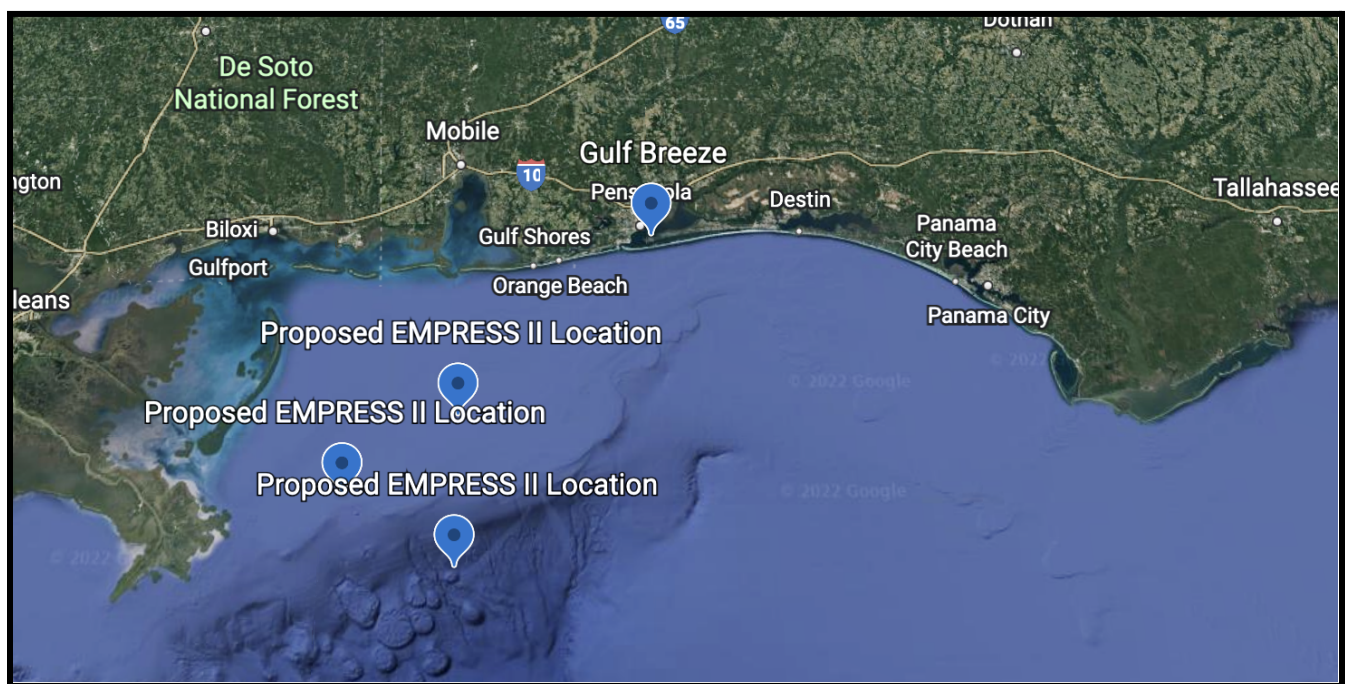 65
Dothan
De Soto
National Forest
Mobile
Gulf Breeze
10
ngton
Tallahassee
Destin
Panama
City Beach
Biloxi
Gulf Shores
Gulfport
Orange Beach
leans
Panama City
Proposed EMPRESS II Location
© 2022 Google
Proposed EMPRESS II Location
Proposed EMPRESS II Location
© 2022 Google